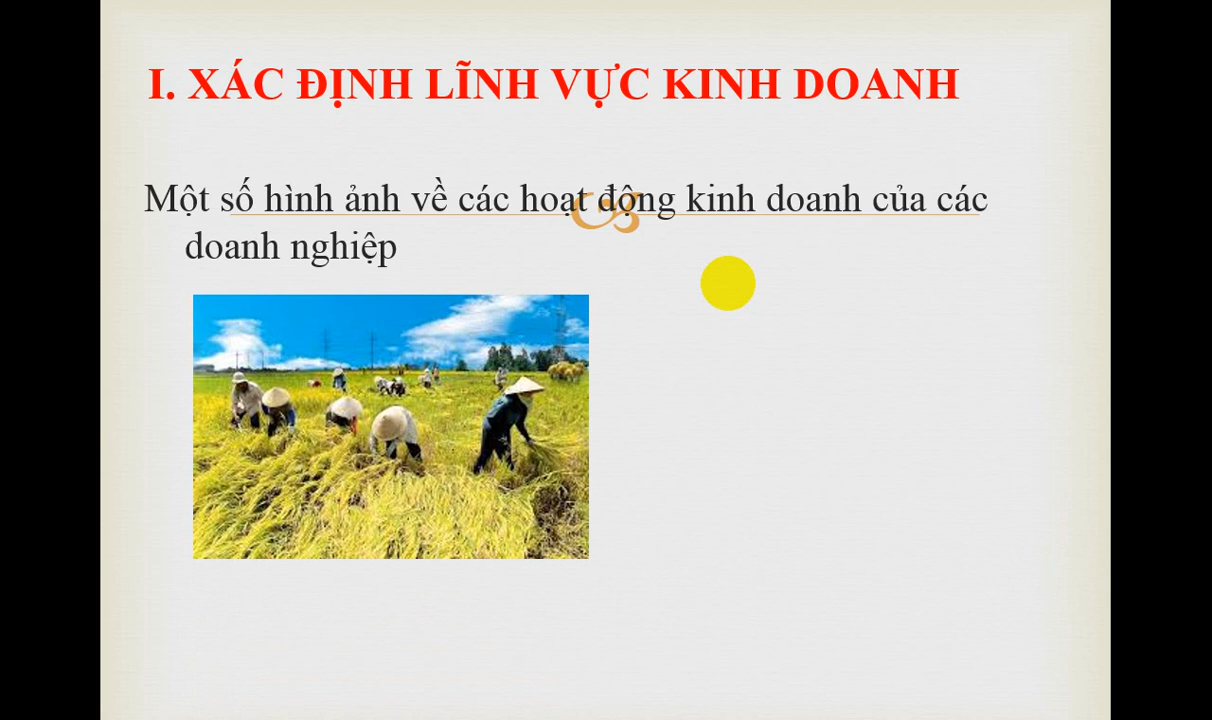 I. XÁC ĐỊNH LĨNH VỰC KINH DOANH
Một số hình ảnh về các hoạt động kinh doanh của các
doanh nghiệp